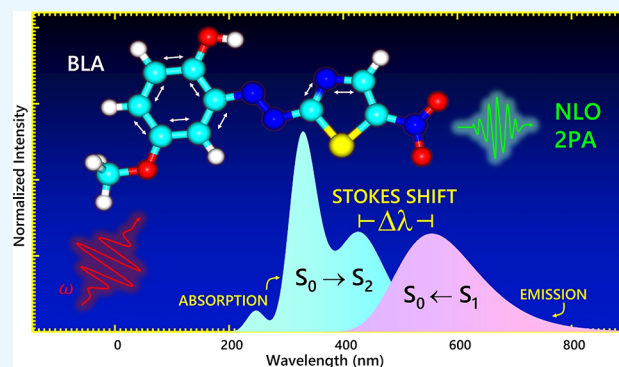 BLA
NLO
2PA
STOKES SHIFT
Δλ
ω
ABSORPTION
S0 → S2
S0 ← S1
EMISSION
Normalized Intensity
0 200 400 600 800
Wavelength (nm)